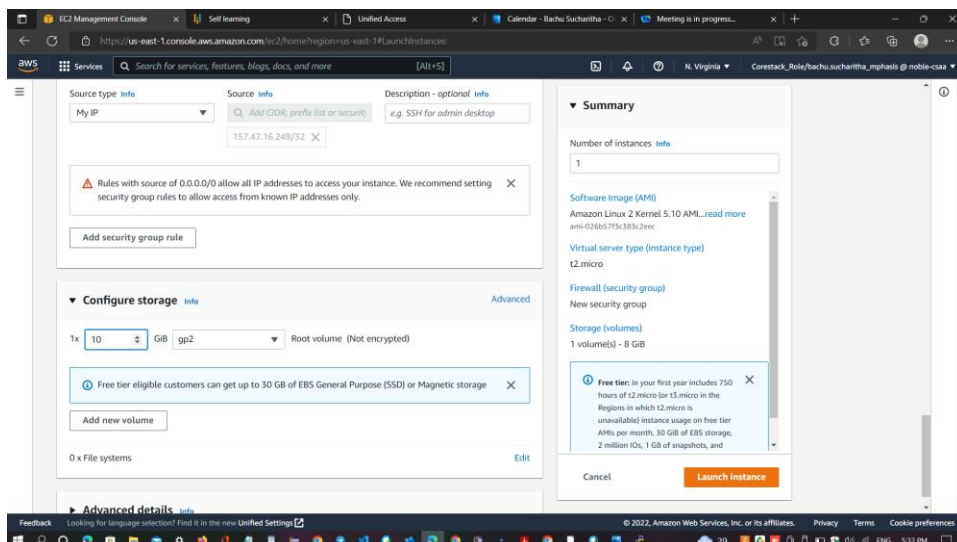 EC2 Management Console
Self learning
Unified Access
Calendar - Bachu Sucharitha - O
Meeting is in progress...
https://us-east-1.console.aws.amazon.com/ec2/home?region=us-east-1#LaunchInstances:
aws
Services
Search for services, features, blogs, docs, and more
[Alt+S]
N. Virginia
Corestack_Role/bachu.sucharitha_mphasis @ noble-csaa
Source type Info
Source Info
Description - optional Info
My IP
Add CIDR, prefix list or security
e.g. SSH for admin desktop
157.47.16.249/32
Rules with source of 0.0.0.0/0 allow all IP addresses to access your instance. We recommend setting
security group rules to allow access from known IP addresses only.
Add security group rule
Configure storage Info
Advanced
1x 10 GiB gp2 Root volume (Not encrypted)
Free tier eligible customers can get up to 30 GB of EBS General Purpose (SSD) or Magnetic storage
Add new volume
0 x File systems
Edit
Advanced details Info
Summary
Number of instances Info
1
Software Image (AMI)
Amazon Linux 2 Kernel 5.10 AMI...read more
ami-026b57f3c383c2eec
Virtual server type (instance type)
t2.micro
Firewall (security group)
New security group
Storage (volumes)
1 volume(s) - 8 GiB
Free tier: In your first year includes 750
hours of t2.micro (or t3.micro in the
Regions in which t2.micro is
unavailable) instance usage on free tier
AMIs per month, 30 GiB of EBS storage,
2 million IOs, 1 GB of snapshots, and
Cancel
Launch instance
Feedback
Looking for language selection? Find it in the new Unified Settings
© 2022, Amazon Web Services, Inc. or its affiliates.
Privacy
Terms
Cookie preferences
29
ENG
5:32 PM